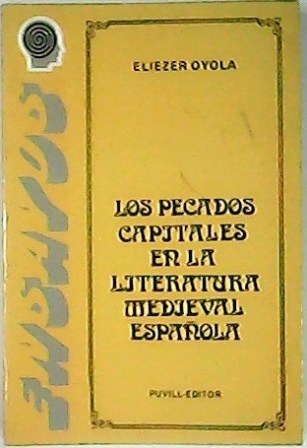 ELIEZER OYOLA
LOS PECADOS
CAPITALES
EN LA
LITERATURA
MEDIEVAL
ESPAÑOLA
PUVILL-EDITOR
ENSAYOS